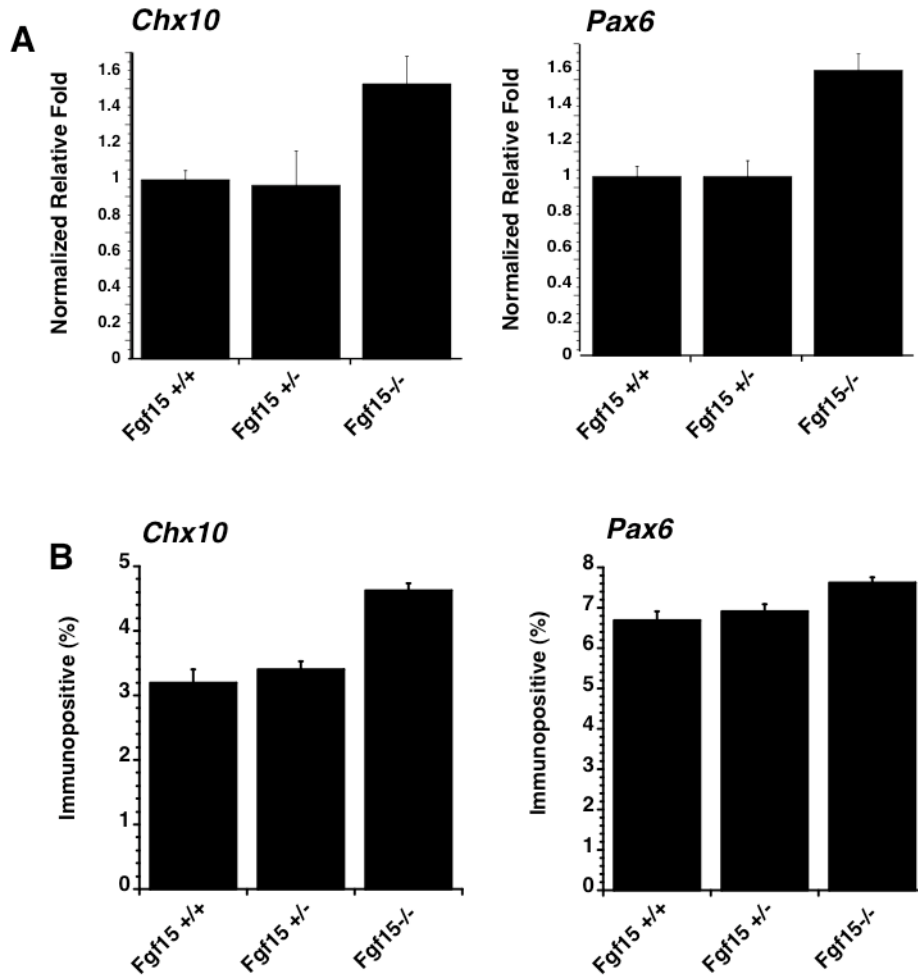 A
Chx10
Normalized Relative Fold
1.6
1.4
1.2
1
0.8
0.6
0.4
0.2
0
Fgf15 +/+
Fgf15 +/-
Fgf15-/-
Pax6
Normalized Relative Fold
1.6
1.4
1.2
1
0.8
0.6
0.4
0.2
0
Fgf15 +/+
Fgf15 +/-
Fgf15-/-
B
Chx10
Immunopositive (%)
5
4
3
2
1
0
Fgf15 +/+
Fgf15 +/-
Fgf15-/-
Pax6
Immunopositive (%)
8
7
6
5
4
3
2
1
0
Fgf15 +/+
Fgf15 +/-
Fgf15-/-